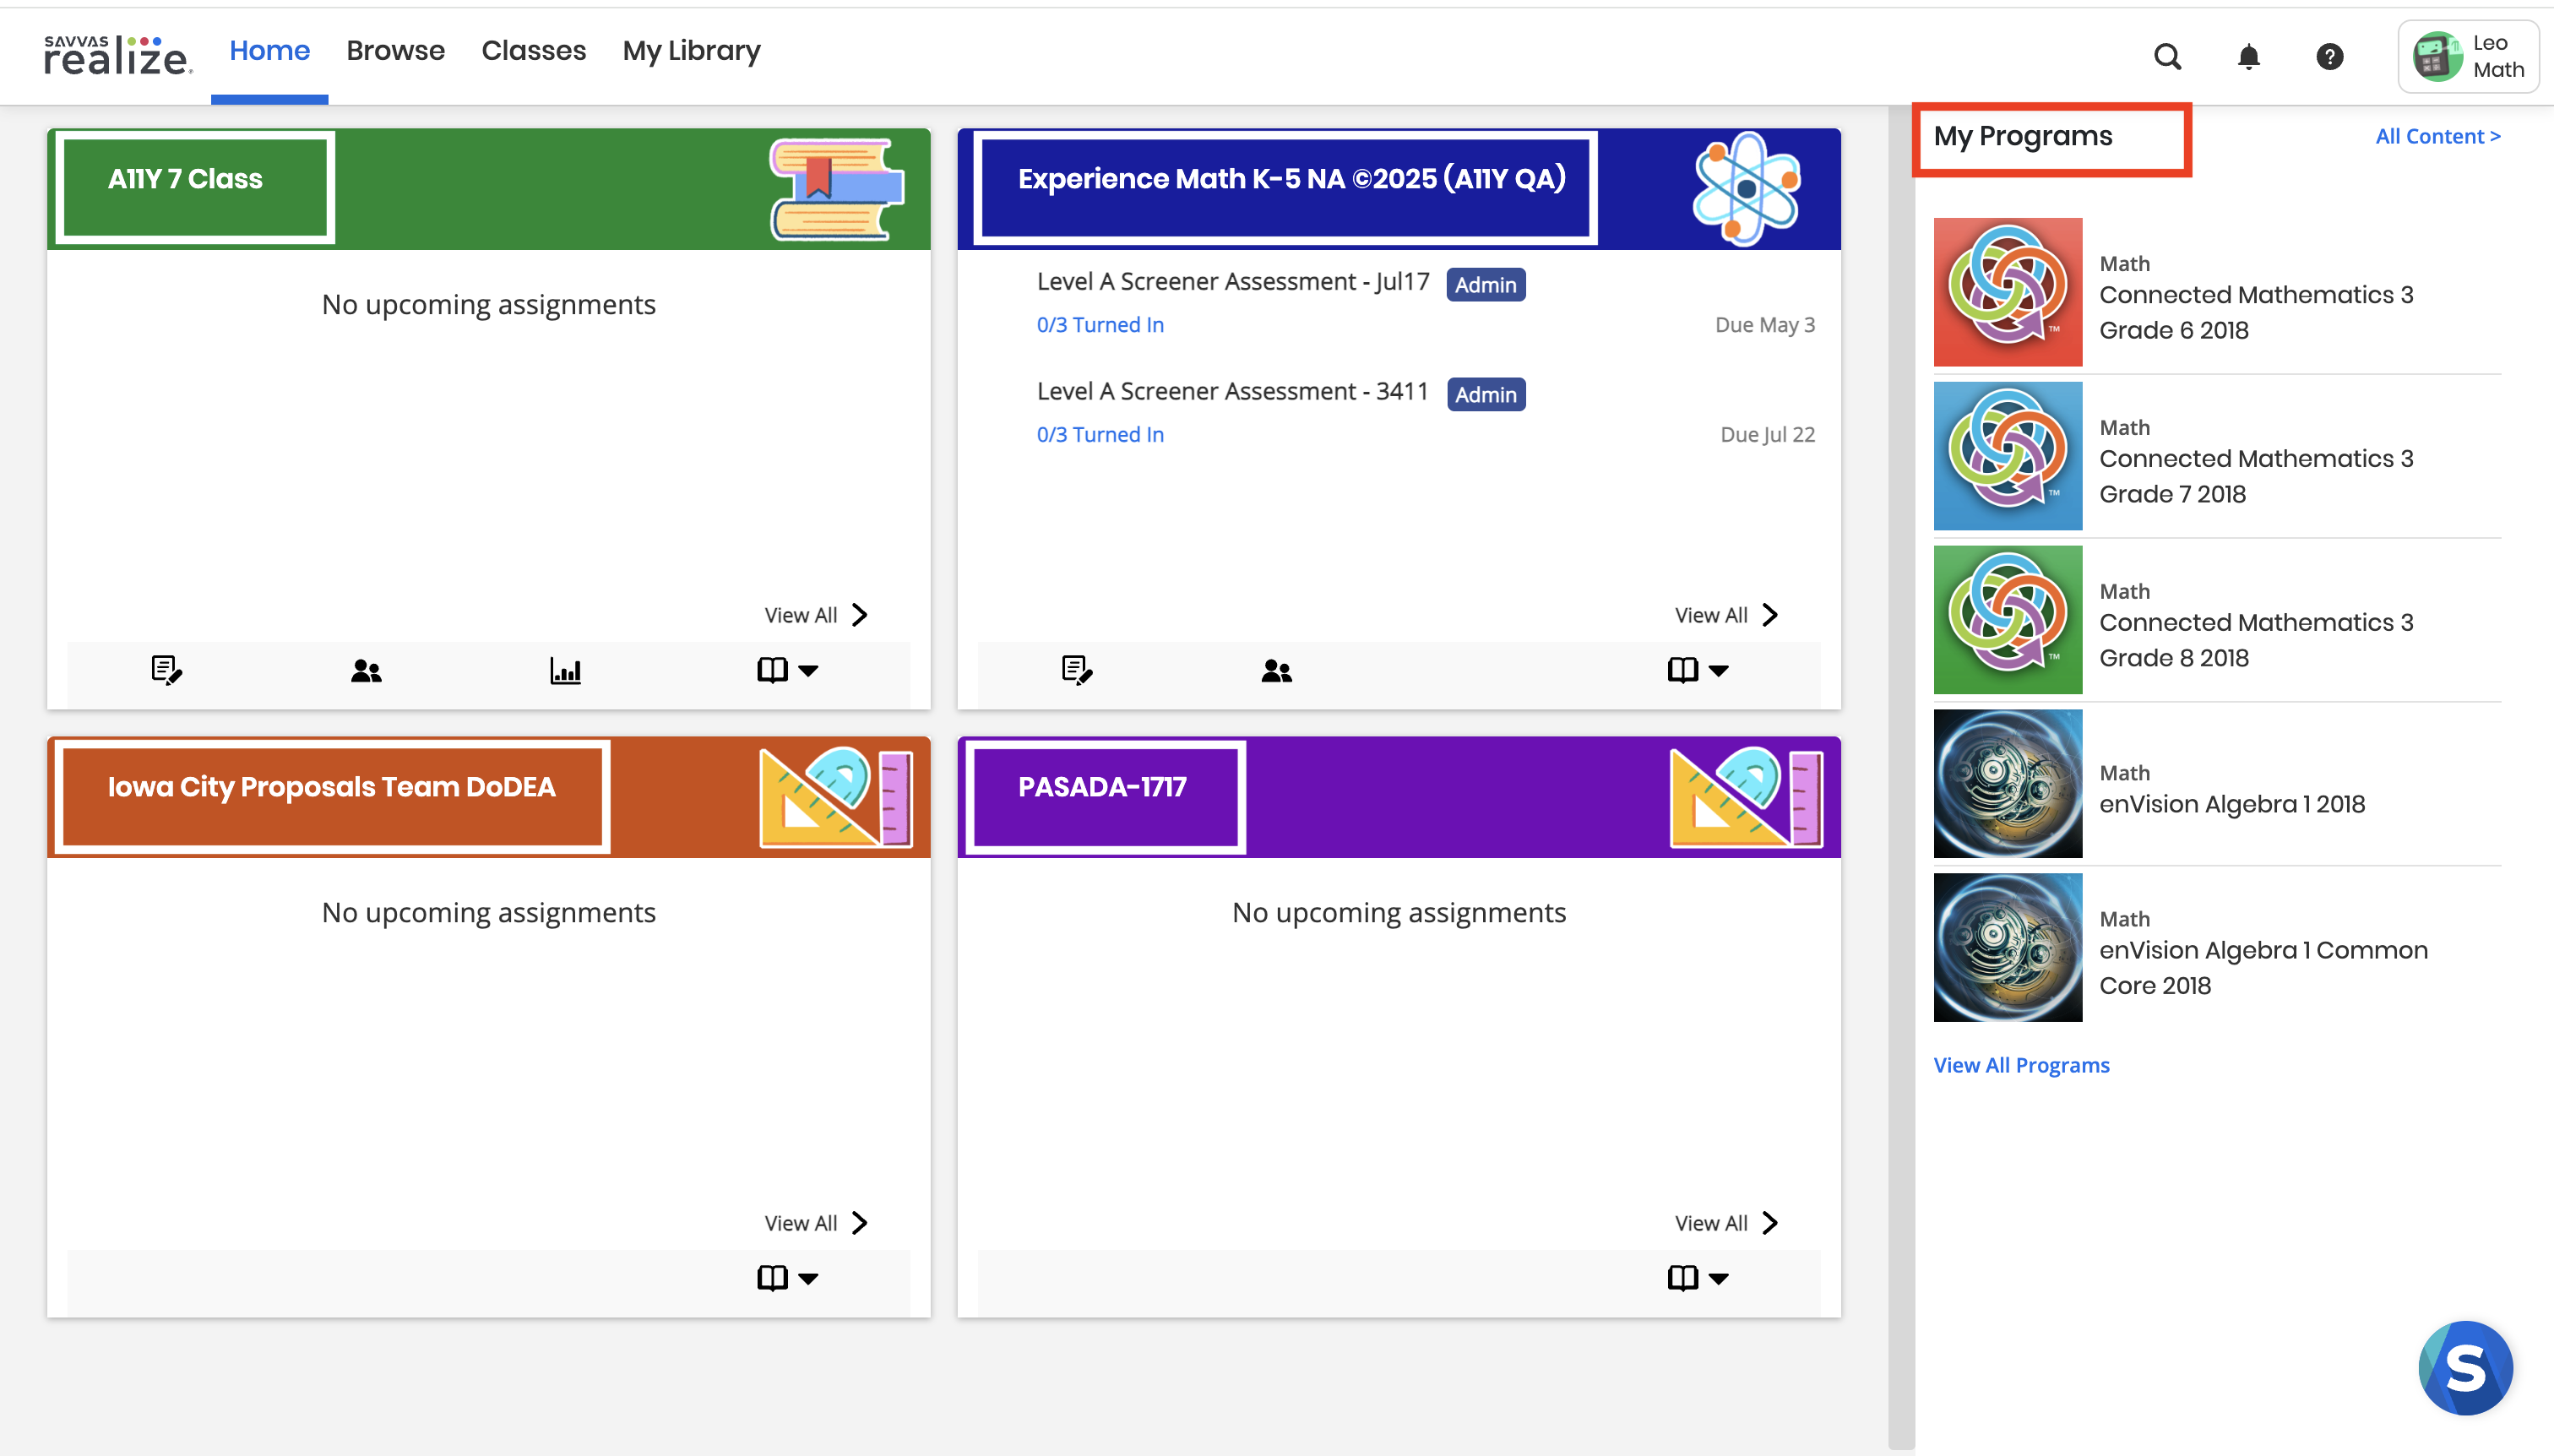 SAVVAS
realize.
Home
Browse
Classes
My Library
Leo
Math
A11Y 7 Class
No upcoming assignments
View All
Experience Math K-5 NA ©2025 (A11Y QA)
Level A Screener Assessment - Jul17 Admin
0/3 Turned In
Due May 3
Level A Screener Assessment - 3411 Admin
0/3 Turned In
Due Jul 22
View All
Iowa City Proposals Team DoDEA
No upcoming assignments
View All
PASADA-1717
No upcoming assignments
View All
My Programs
All Content >
Math
Connected Mathematics 3
Grade 6 2018
TM
Math
Connected Mathematics 3
Grade 7 2018
TM
Math
Connected Mathematics 3
Grade 8 2018
TM
Math
enVision Algebra 1 2018
Math
enVision Algebra 1 Common
Core 2018
View All Programs
S